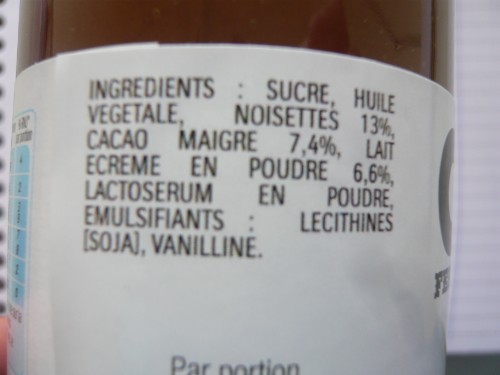 INGREDIENTS : SUCRE, HUILE
VEGETALE, NOISETTES 13%,
CACAO MAIGRE 7,4%, LAIT
ECREME EN POUDRE 6,6%,
LACTOSERUM EN POUDRE,
EMULSIFIANTS : LECITHINES
[SOJA], VANILLINE.
Par portion